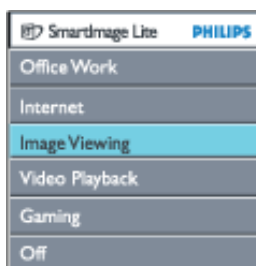 SmartImage Lite PHILIPS
Office Work
Internet
Image Viewing
Video Playback
Gaming
Off